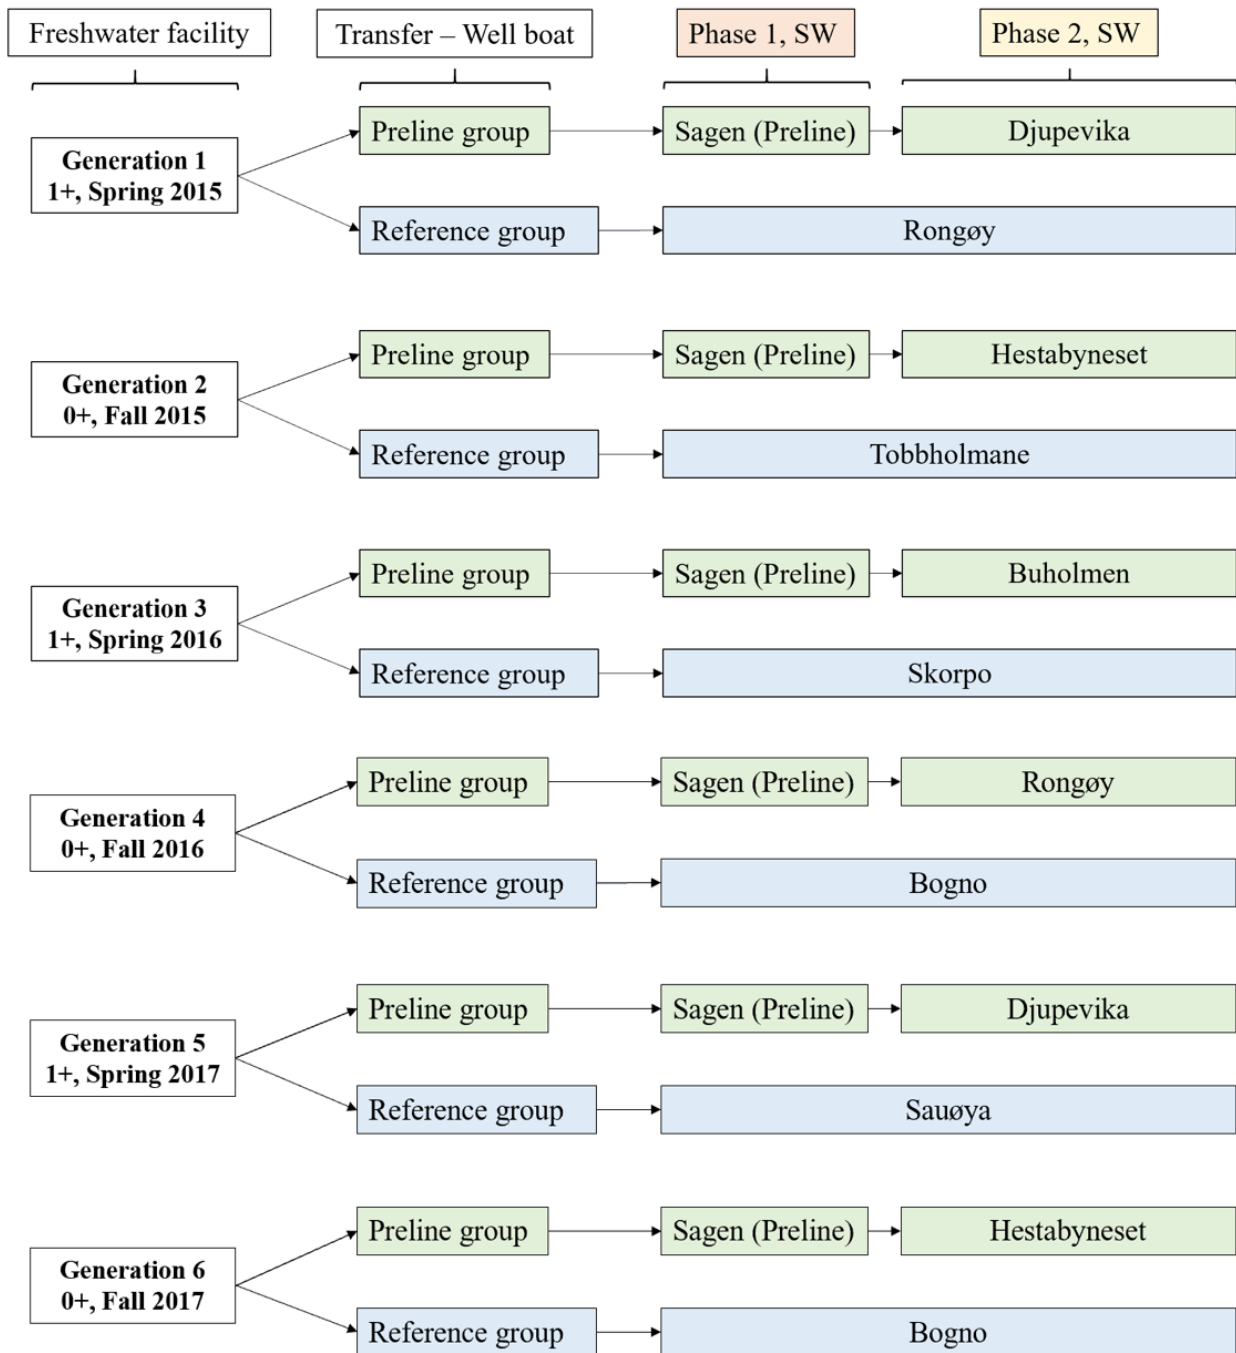 Freshwater facility
Transfer – Well boat
Phase 1, SW
Phase 2, SW
Generation 1
1+, Spring 2015
Preline group
Sagen (Preline)
Djupevika
Reference group
Rongøy
Generation 2
0+, Fall 2015
Preline group
Sagen (Preline)
Hestabyneset
Reference group
Tobbholmane
Generation 3
1+, Spring 2016
Preline group
Sagen (Preline)
Buholmen
Reference group
Skorpo
Generation 4
0+, Fall 2016
Preline group
Sagen (Preline)
Rongøy
Reference group
Bogno
Generation 5
1+, Spring 2017
Preline group
Sagen (Preline)
Djupevika
Reference group
Sauøya
Generation 6
0+, Fall 2017
Preline group
Sagen (Preline)
Hestabyneset
Reference group
Bogno